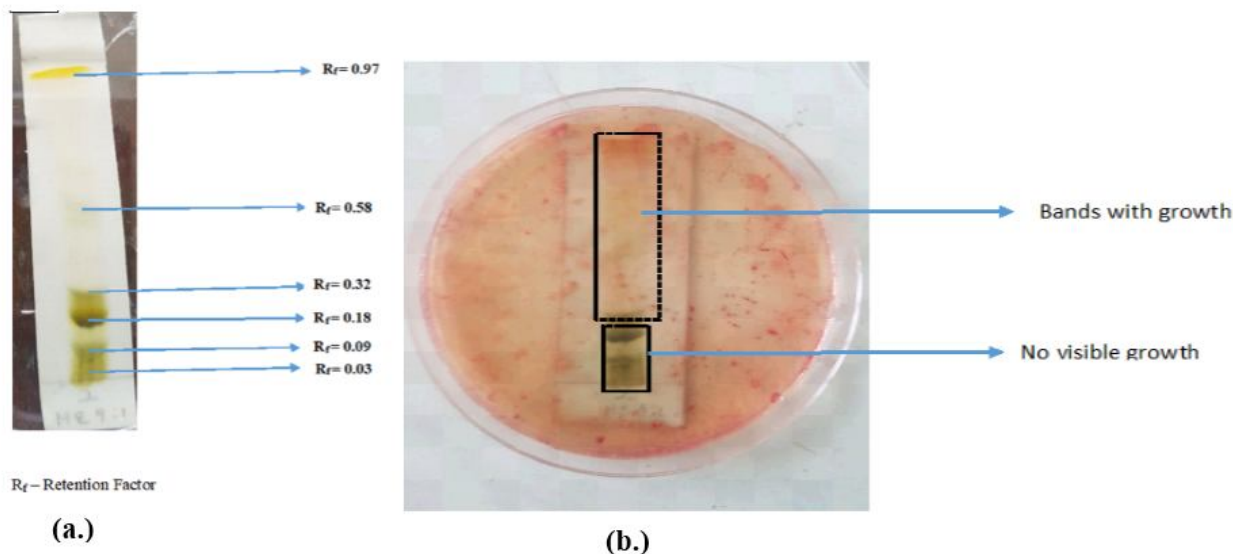 Rf= 0.97
Rf= 0.58
Rf= 0.32
Rf= 0.18
Rf= 0.09
Rf= 0.03
Rf – Retention Factor
(a.)
Bands with growth
No visible growth
(b.)